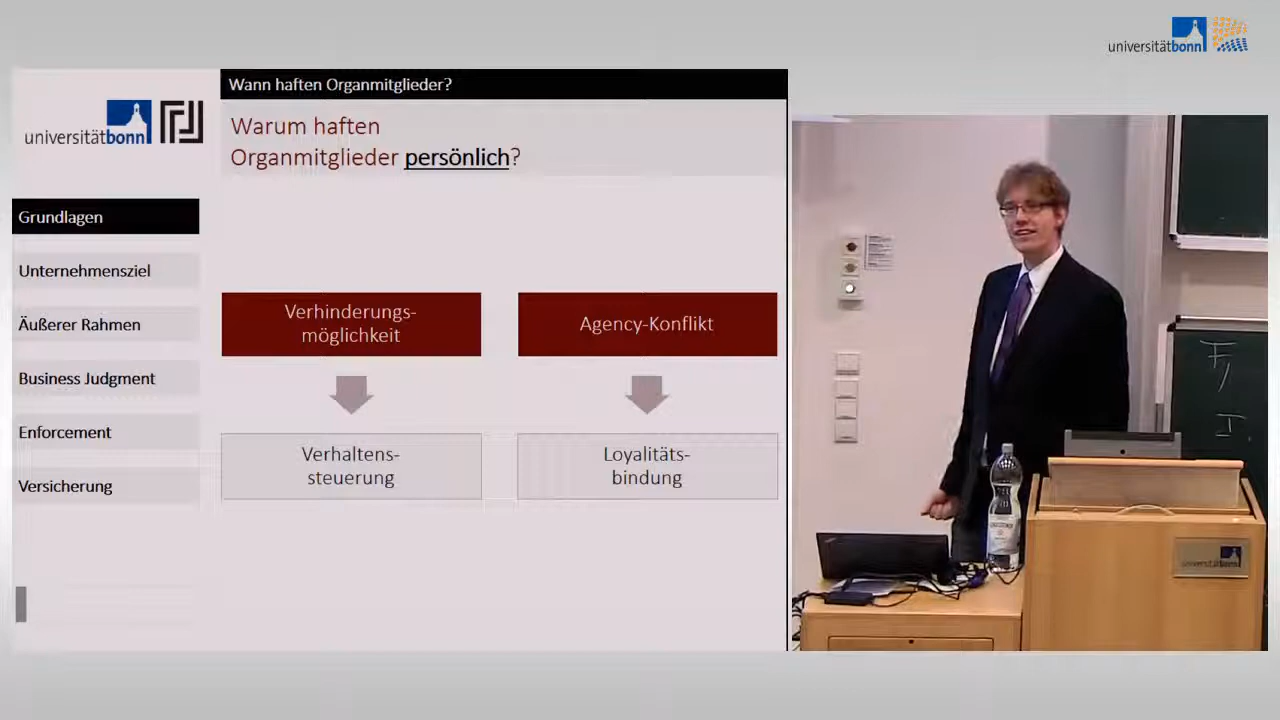 universitätbonn
Wann haften Organmitglieder?
universitätbonn
Warum haften
Organmitglieder persönlich?
Grundlagen
Unternehmensziel
Äußerer Rahmen
Business Judgment
Enforcement
Versicherung
Verhinderungs-
möglichkeit
Agency-Konflikt
Verhaltens-
steuerung
Loyalitäts-
bindung
universitätbonn